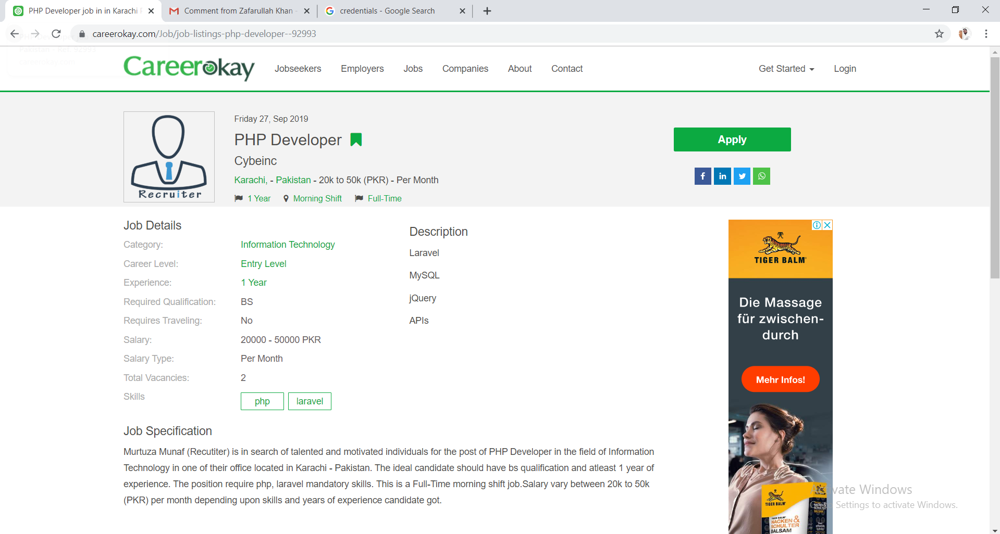 PHP Developer job in in Karachi
Comment from Zafarullah Khan -
credentials - Google Search
careerokay.com/Job/job-listings-php-developer--92993
Careerokay
Jobseekers
Employers
Jobs
Companies
About
Contact
Get Started
Login
Recruiter
Friday 27, Sep 2019
PHP Developer
Cybeinc
Karachi, - Pakistan - 20k to 50k (PKR) - Per Month
1 Year
Morning Shift
Full-Time
Apply
Job Details
Category: Information Technology
Career Level: Entry Level
Experience: 1 Year
Required Qualification: BS
Requires Traveling: No
Salary: 20000 - 50000 PKR
Salary Type: Per Month
Total Vacancies: 2
Skills php laravel
Description
Laravel
MySQL
jQuery
APIs
Job Specification
Murtuza Munaf (Recutiter) is in search of talented and motivated individuals for the post of PHP Developer in the field of Information
Technology in one of their office located in Karachi - Pakistan. The ideal candidate should have bs qualification and atleast 1 year of
experience. The position require php, laravel mandatory skills. This is a Full-Time morning shift job.Salary vary between 20k to 50k
(PKR) per month depending upon skills and years of experience candidate got.
TIGER BALM
Die Massage
für zwischen-
durch
Mehr Infos!
TIGER BALM
NACKEN &
SCHULTER
BALSAM
Windows
Settings to activate Windows.